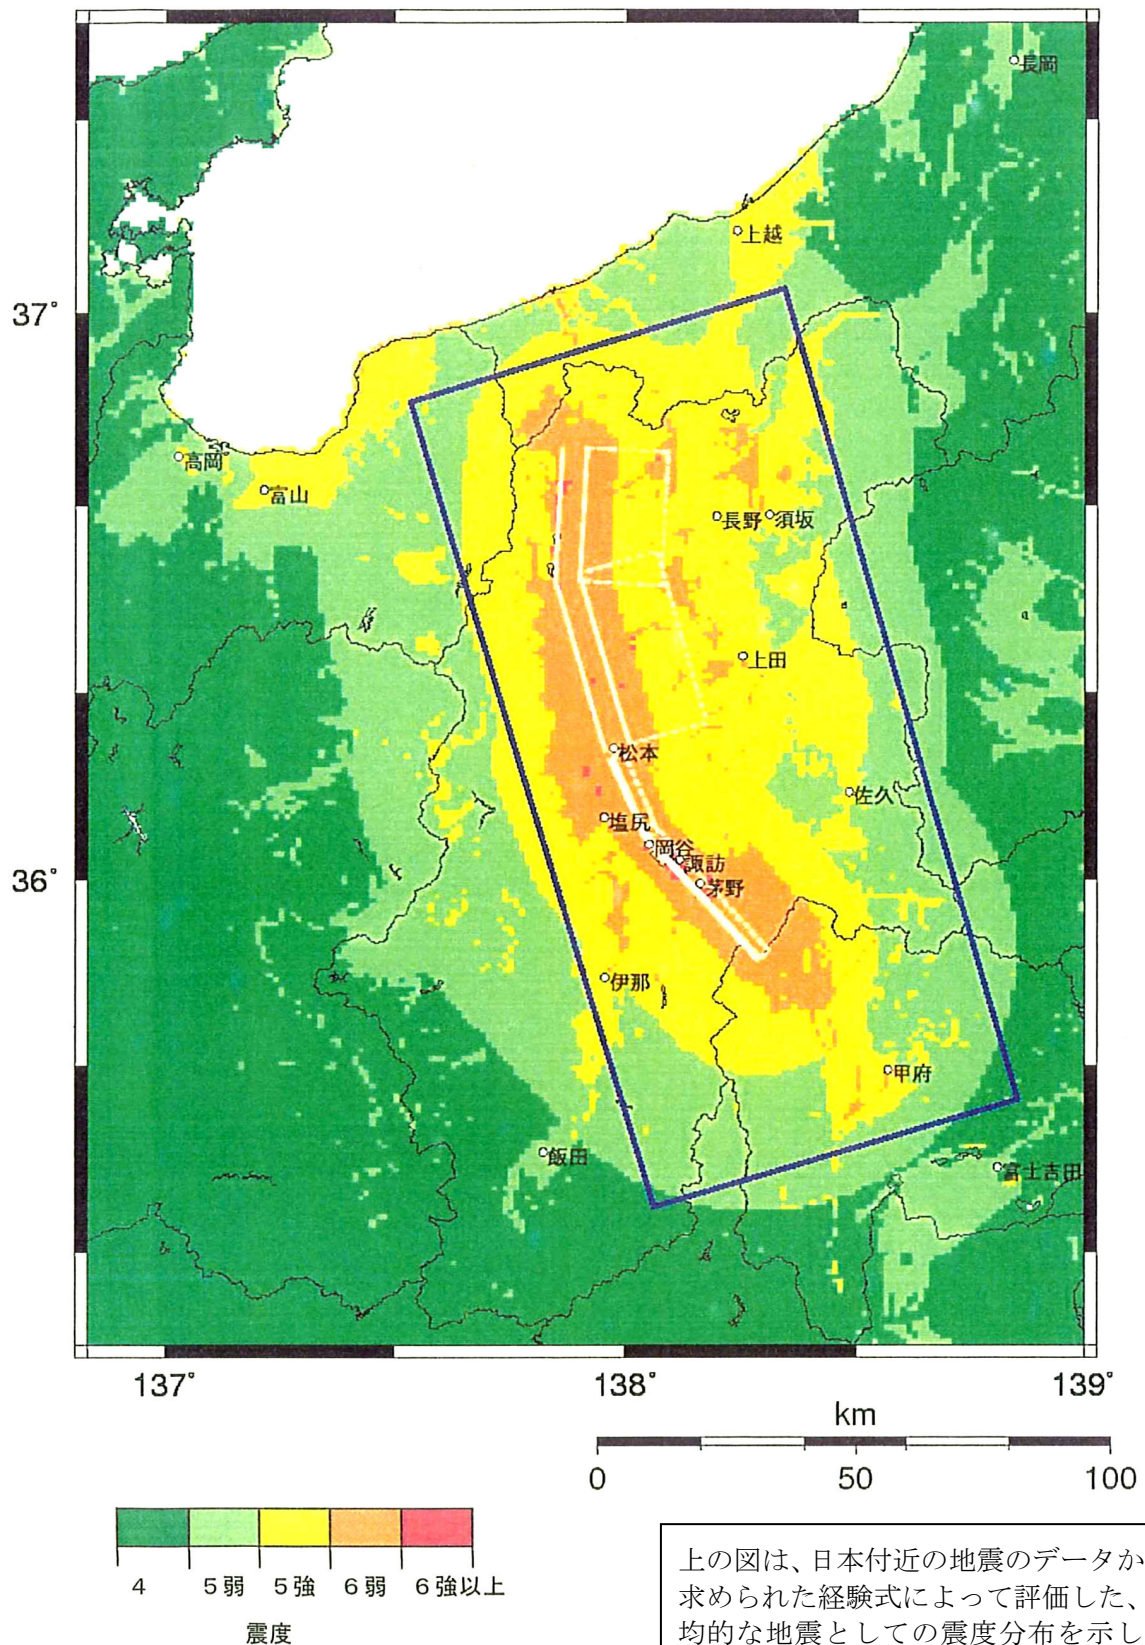 長岡
上越
37°
高岡
富山
長野
須坂
上田
松本
佐久
塩尻
岡谷
諏訪
茅野
36°
伊那
甲府
飯田
富士吉田
137°
138°
139°
km
0
50
100
4
5弱
5強
6弱
6強以上
震度
上の図は、日本付近の地震のデータか
求められた経験式によって評価した、
均的な地震としての震度分布を示し